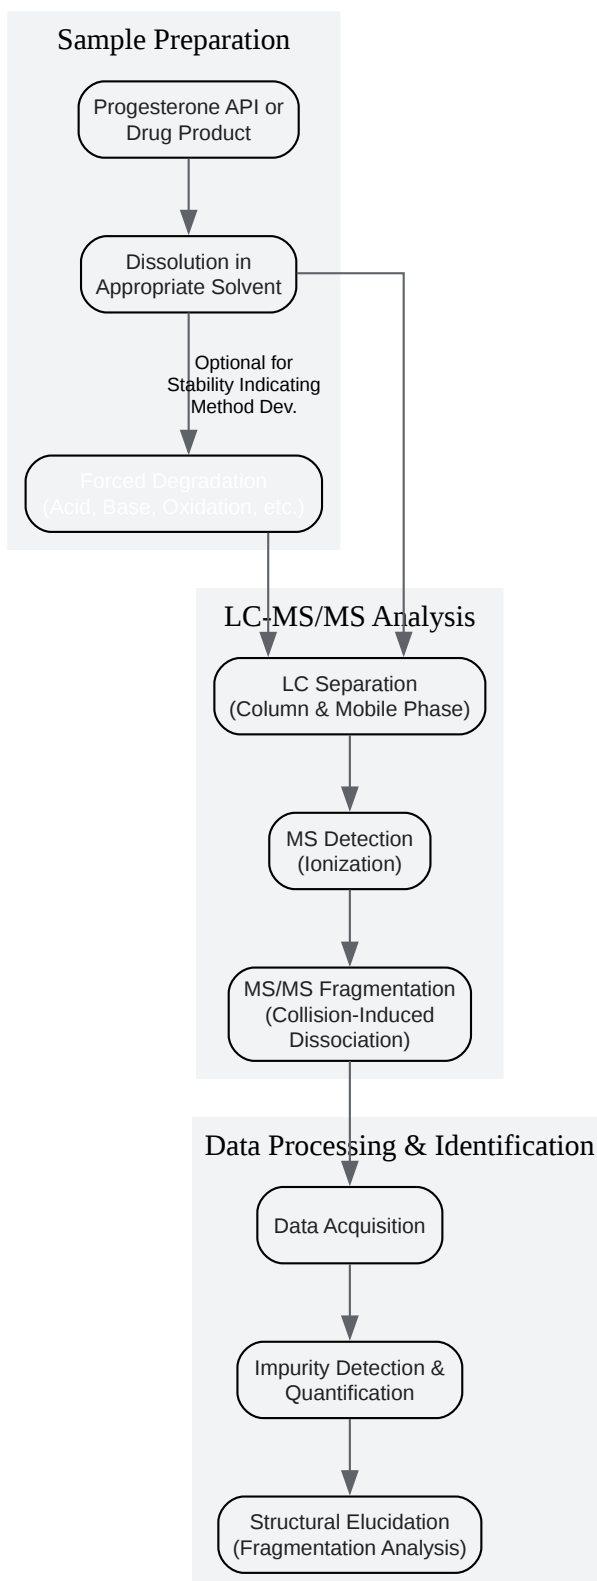 Sample Preparation
Progesterone API or
Drug Product
Dissolution in
Appropriate Solvent
Optional for
Stability Indicating
Method Dev.
Forced Degradation
(Acid, Base, Oxidation, etc.)
LC-MS/MS Analysis
LC Separation
(Column & Mobile Phase)
MS Detection
(Ionization)
MS/MS Fragmentation
(Collision-Induced
Dissociation)
Data Processing & Identification
Data Acquisition
Impurity Detection &
Quantification
Structural Elucidation
(Fragmentation Analysis)